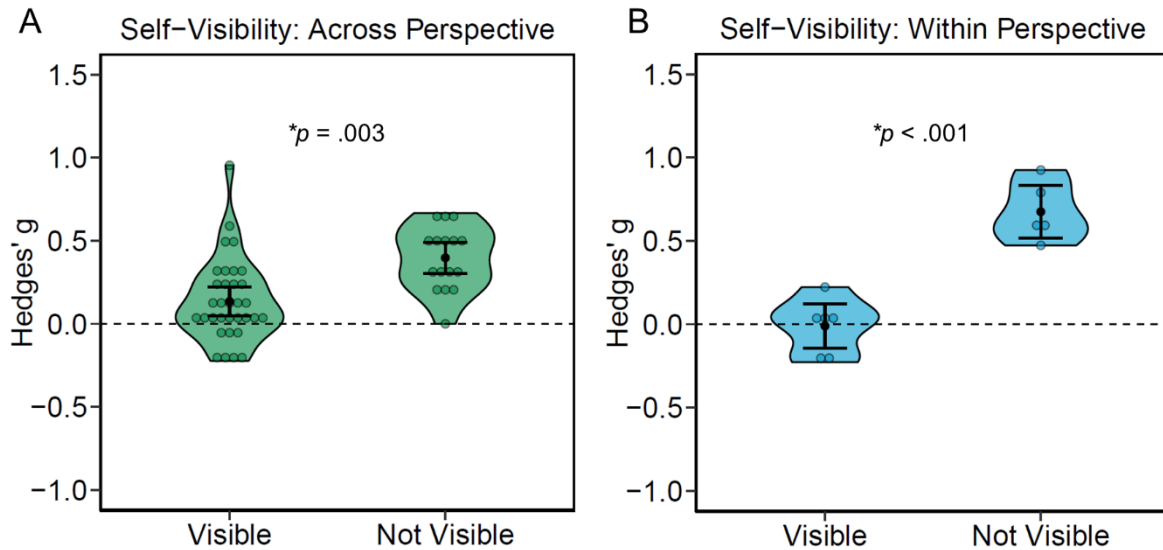 A
Self−Visibility: Across Perspective
Hedges' g
1.5
1.0
0.5
0.0
−0.5
−1.0
*p = .003
Visible
Not Visible
B
Self−Visibility: Within Perspective
Hedges' g
1.5
1.0
0.5
0.0
−0.5
−1.0
*p < .001
Visible
Not Visible